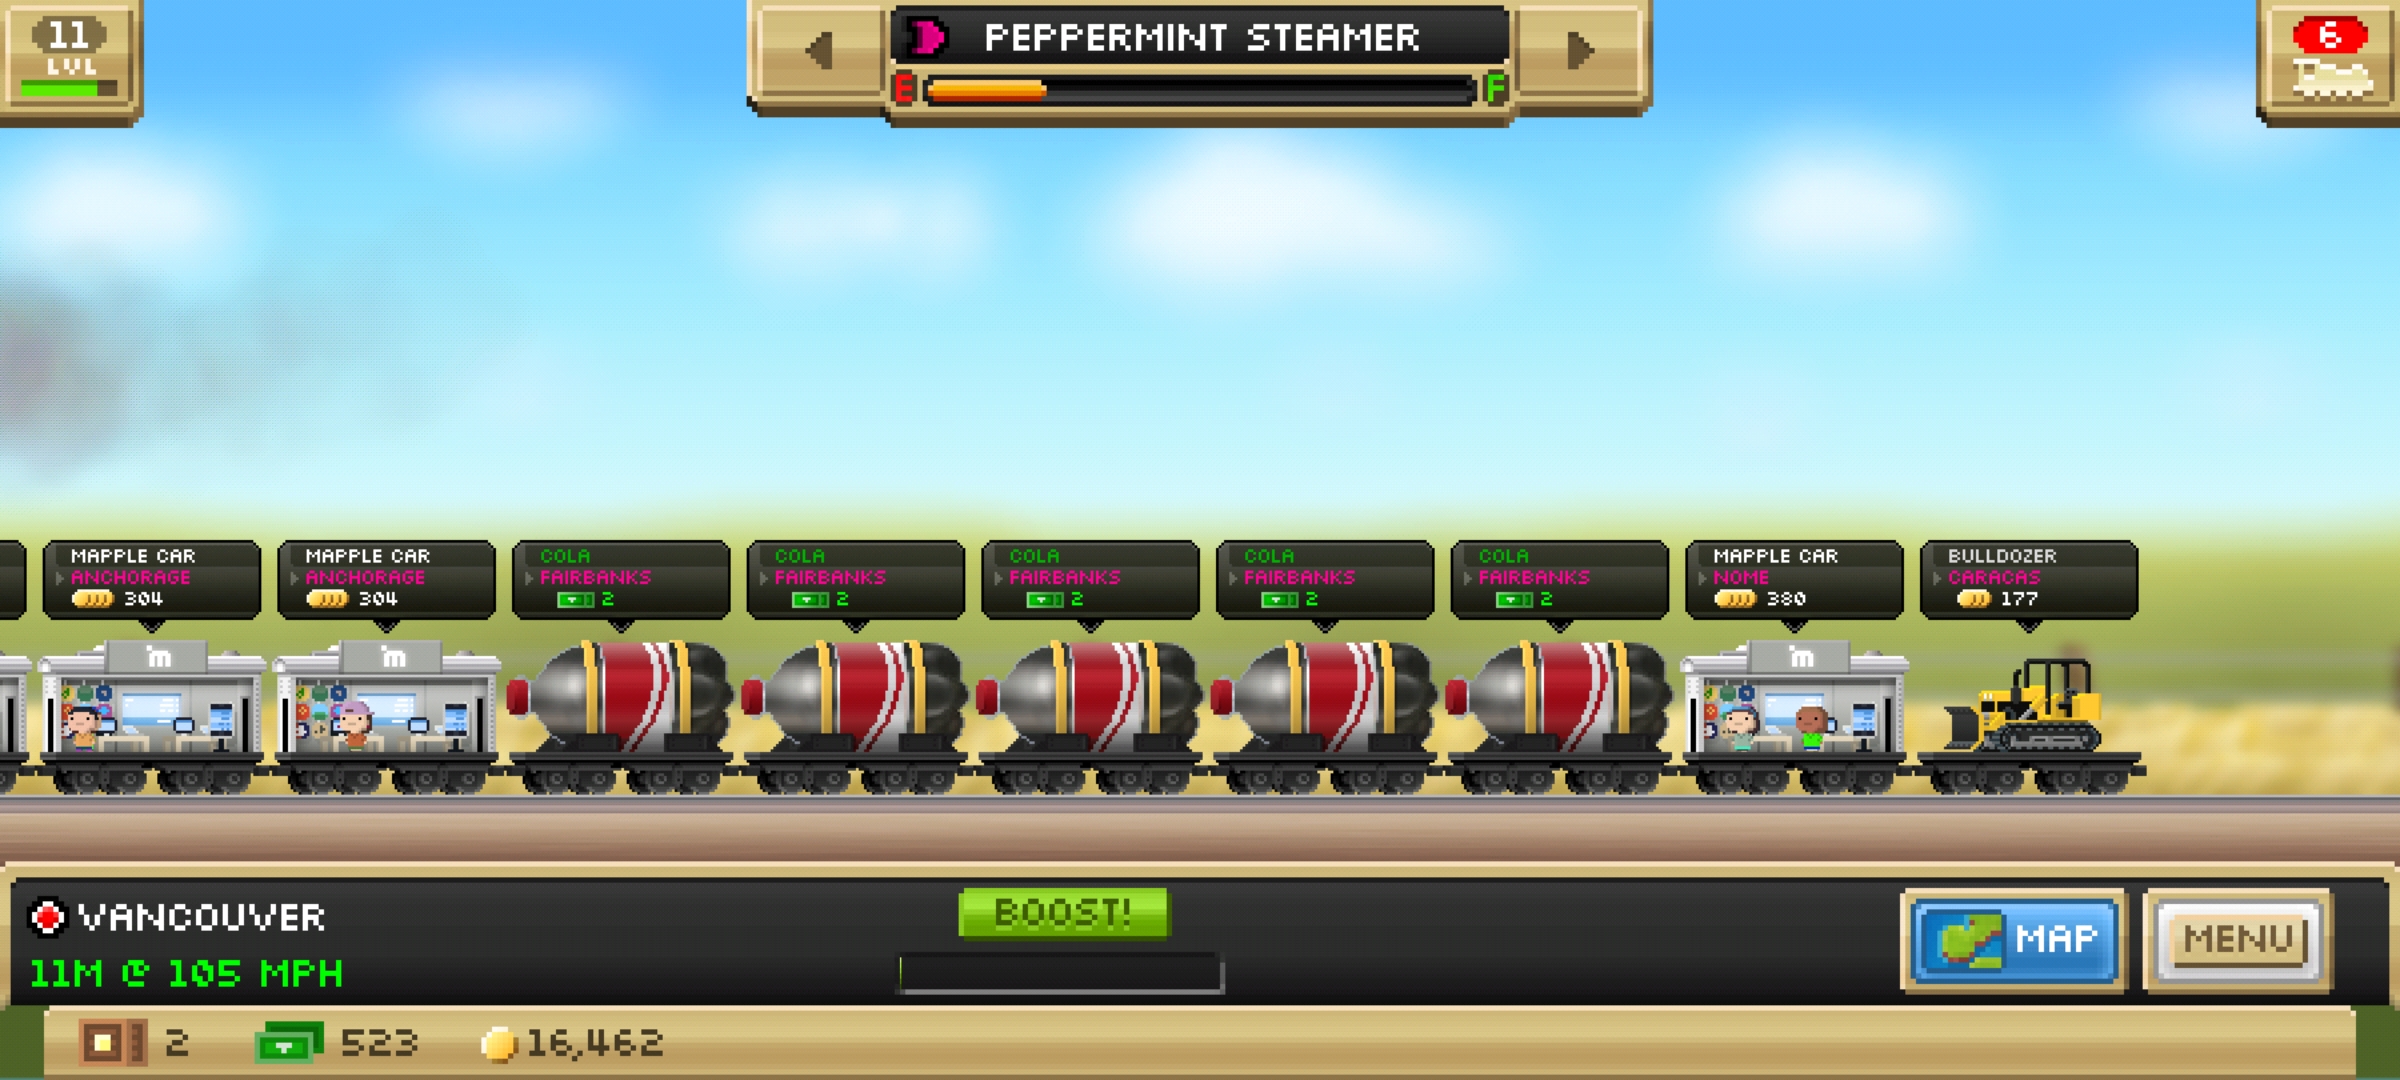 11
LVL
PEPPERMINT STEAMER
E F
6
MAPPLE CAR
ANCHORAGE
304
MAPPLE CAR
ANCHORAGE
304
COLA
FAIRBANKS
2
COLA
FAIRBANKS
2
COLA
FAIRBANKS
2
COLA
FAIRBANKS
2
COLA
FAIRBANKS
2
MAPPLE CAR
NOME
380
BULLDOZER
CARACAS
177
m
m
m
VANCOUVER
11M @ 105 MPH
BOOST!
MAP
MENU
2
523
16,462